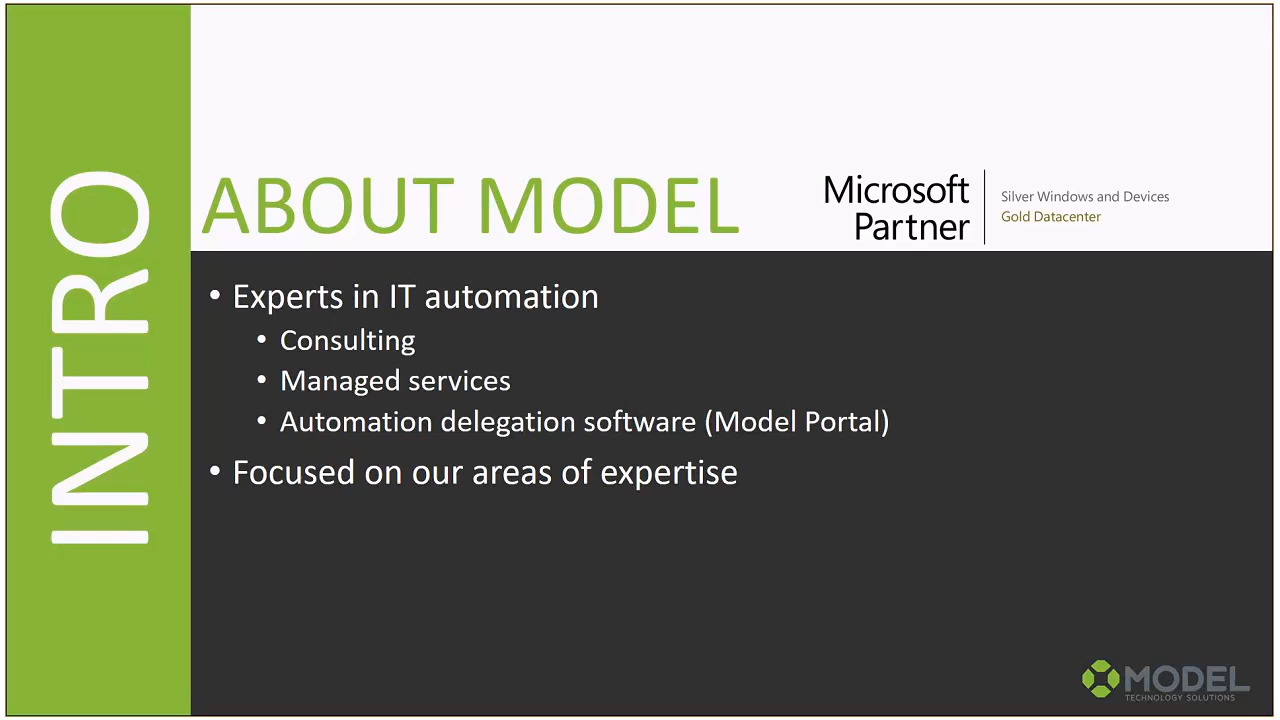 INTRO
ABOUT MODEL
Microsoft
Partner
Silver Windows and Devices
Gold Datacenter
• Experts in IT automation
• Consulting
• Managed services
• Automation delegation software (Model Portal)
• Focused on our areas of expertise
MODEL
TECHNOLOGY SOLUTIONS